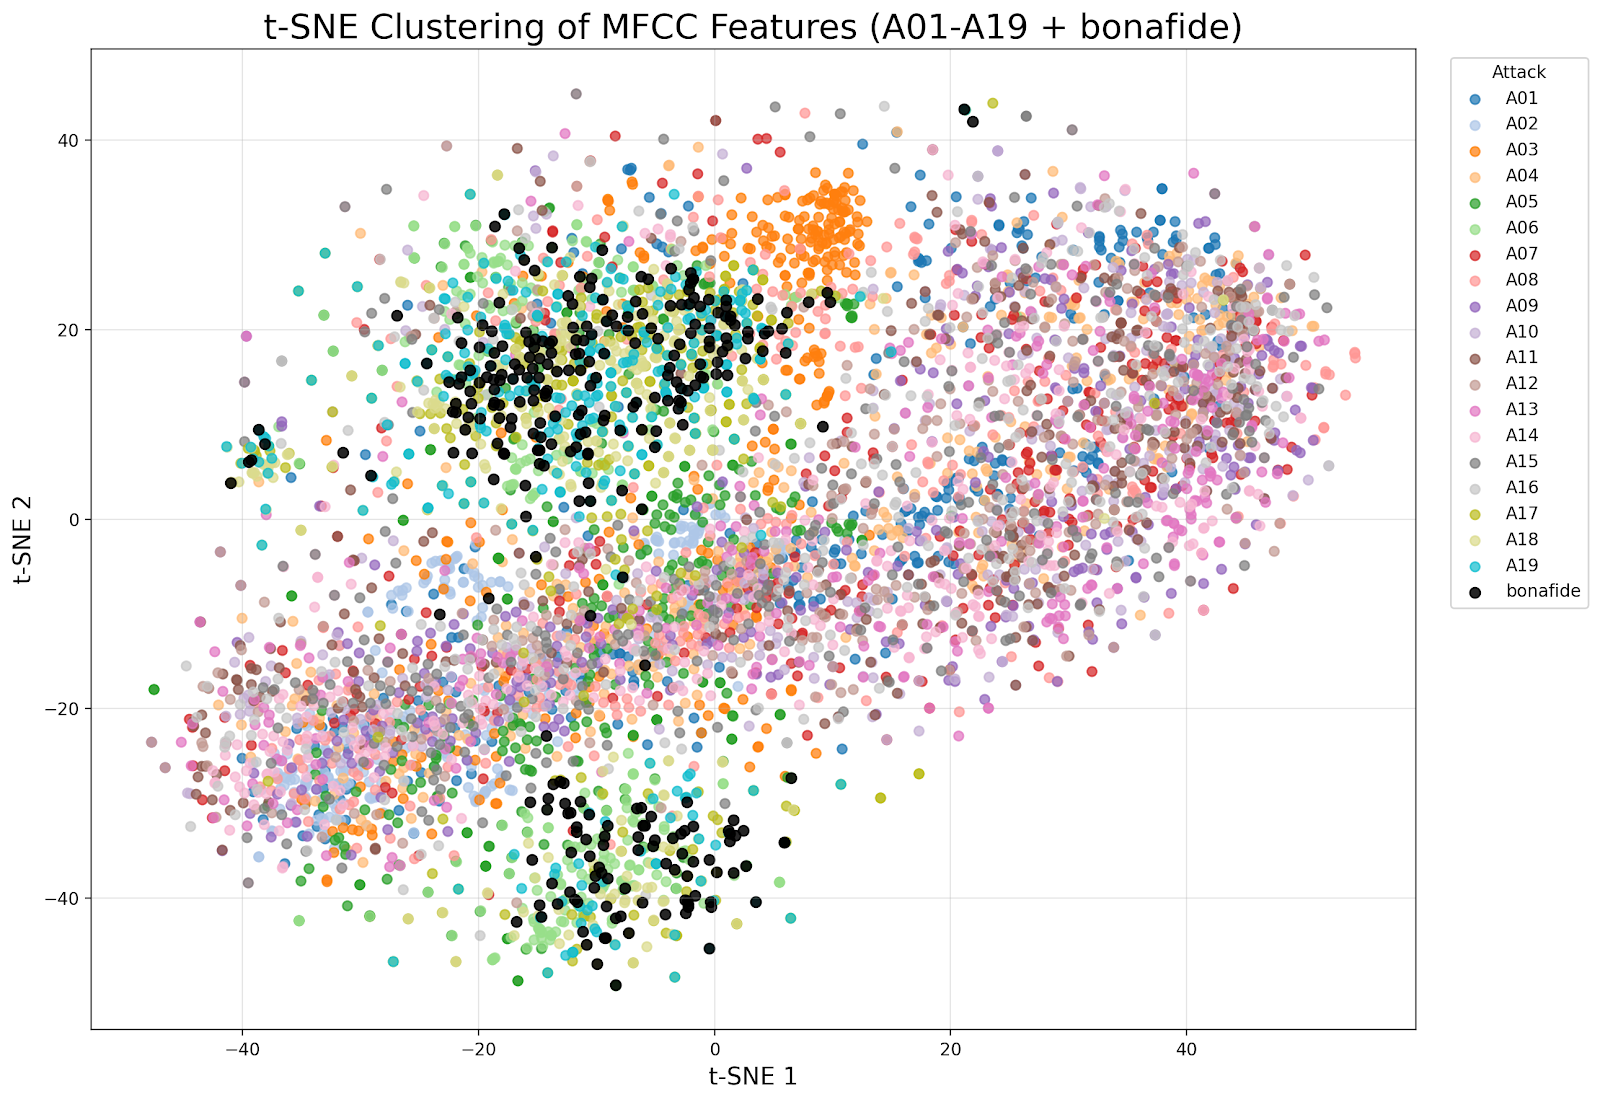 t-SNE Clustering of MFCC Features (A01-A19 + bonafide)
Attack
A01
A02
A03
A04
A05
A06
A07
A08
A09
A10
A11
A12
A13
A14
A15
A16
A17
A18
A19
bonafide
40
20
0
−20
−40
t-SNE 2
−40 −20 0 20 40
t-SNE 1